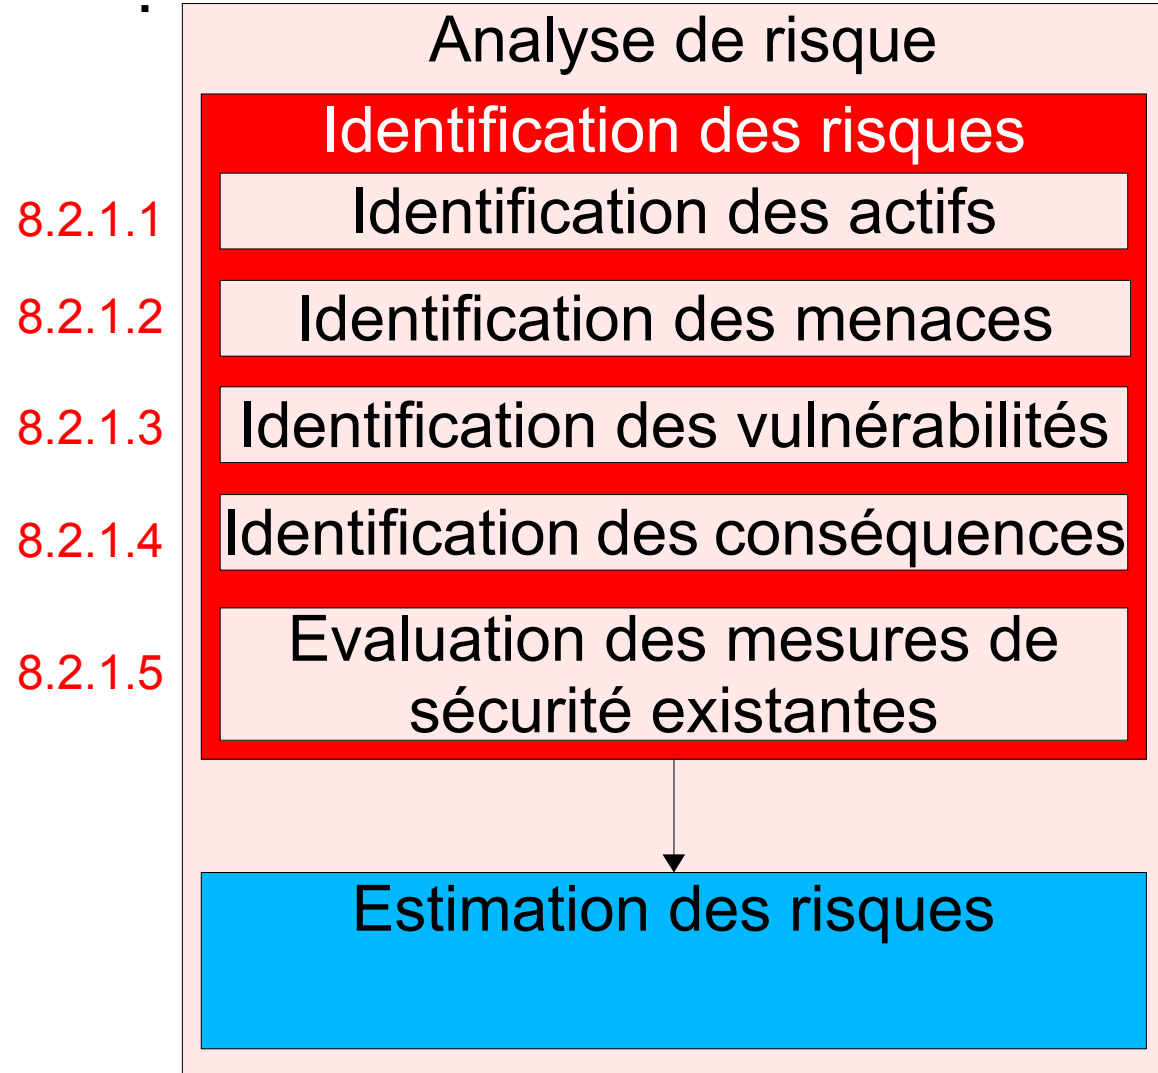 Analyse de risque
Identification des risques
8.2.1.1 Identification des actifs
8.2.1.2 Identification des menaces
8.2.1.3 Identification des vulnérabilités
8.2.1.4 Identification des conséquences
8.2.1.5 Evaluation des mesures de
sécurité existantes
Estimation des risques